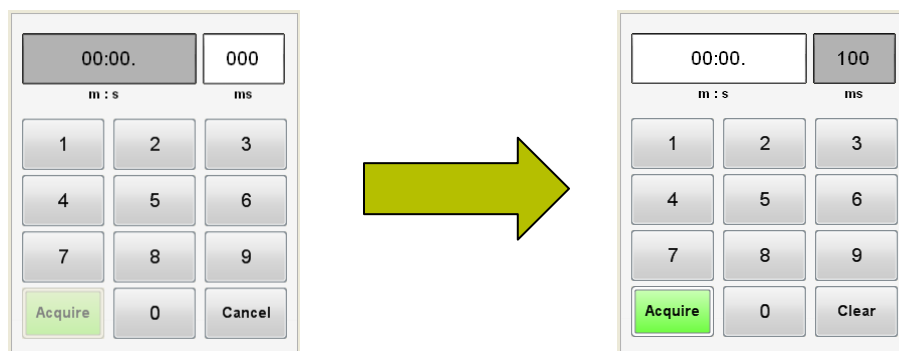 00:00. 000
m : s ms
1 2 3
4 5 6
7 8 9
Acquire 0 Cancel
00:00. 100
m : s ms
1 2 3
4 5 6
7 8 9
Acquire 0 Clear